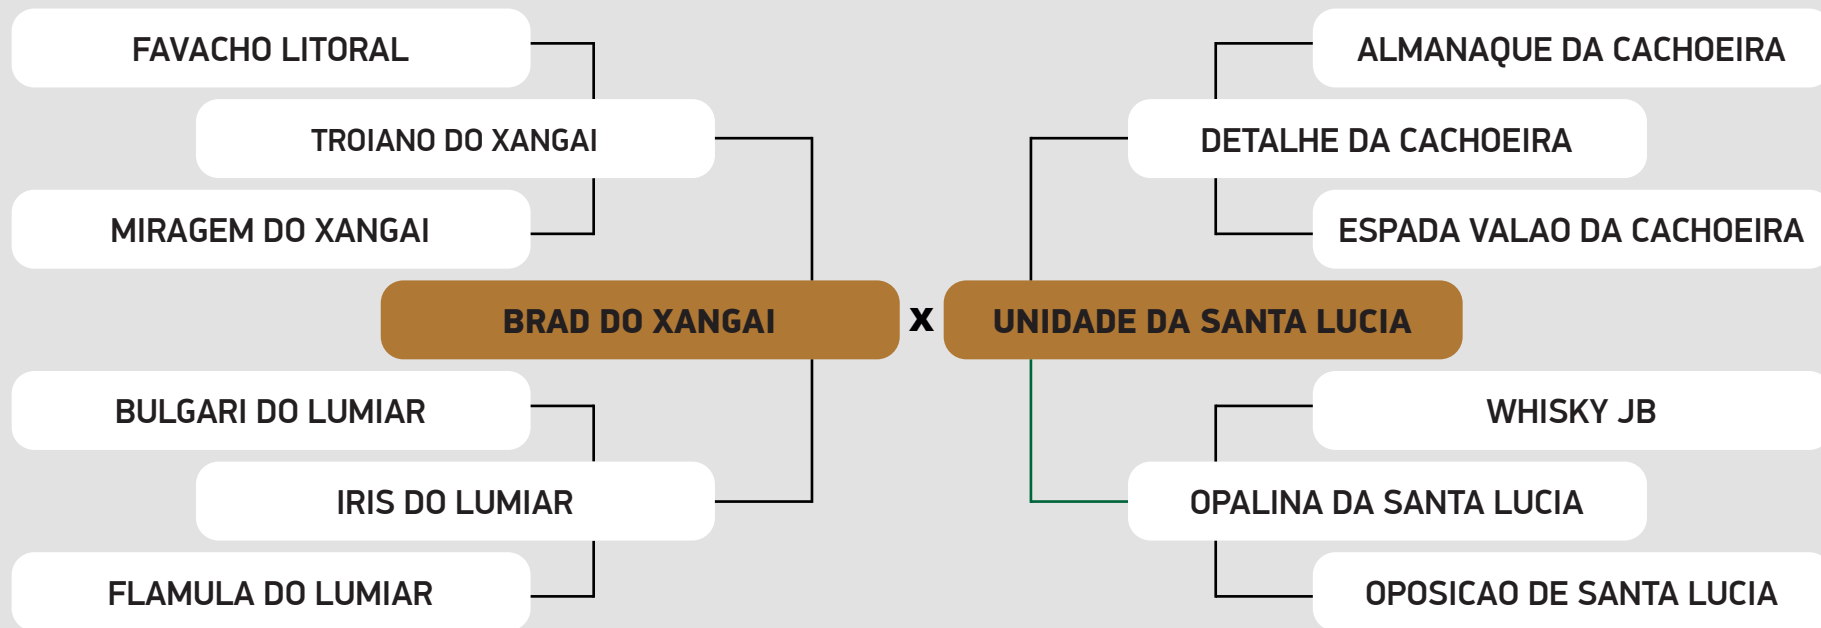 FAVACHO LITORAL
TROIANO DO XANGAI
MIRAGEM DO XANGAI
BRAD DO XANGAI
BULGARI DO LUMIAR
IRIS DO LUMIAR
FLAMULA DO LUMIAR
X
ALMANAQUE DA CACHOEIRA
DETALHE DA CACHOEIRA
ESPADA VALAO DA CACHOEIRA
UNIDADE DA SANTA LUCIA
WHISKY JB
OPALINA DA SANTA LUCIA
OPOSICAO DE SANTA LUCIA